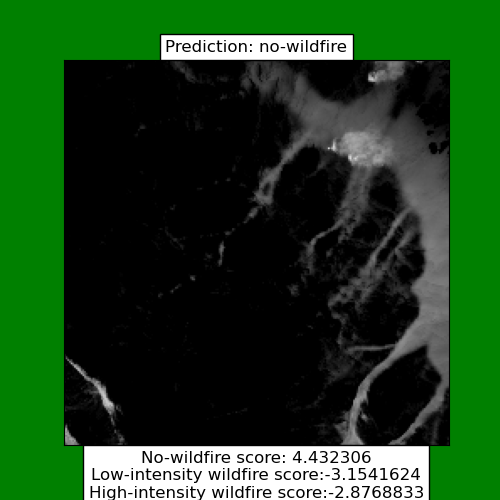 Prediction: no-wildfire
No-wildfire score: 4.432306
Low-intensity wildfire score:-3.1541624
High-intensity wildfire score:-2.8768833